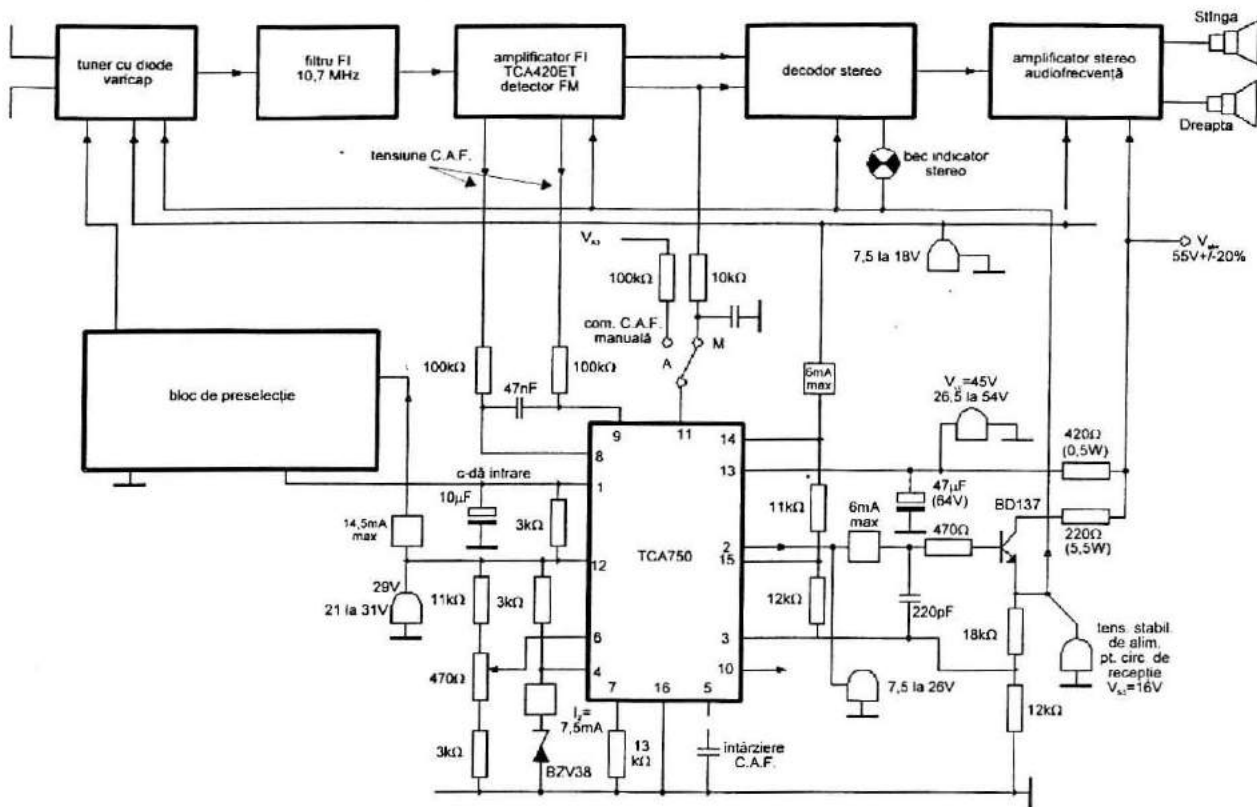 tuner cu diode
varicap
filtru FI
10,7 MHz
amplificator FI
TCA420ET
detector FM
decodor stereo
amplificator stereo
audiofrecvență
Stînga
Dreapta
tensiune C.A.F.
bec indicator
stereo
7,5 la 18V
55V+/-20%
100kΩ
10kΩ
com. C.A.F.
manuală
A
M
bloc de preselecție
100kΩ
47nF
100kΩ
6mA
max
=45V
26,5 la 54V
420Ω
(0,5W)
9
11
14
8
13
c-dă intrare
1
10μF
3kΩ
47μF
(64V)
11kΩ
6mA
max
470Ω
BD137
220Ω
(5,5W)
14,5mA
max
TCA750
2
15
12
29V
21 la 31V
11kΩ
3kΩ
12kΩ
220pF
18kΩ
6
3
470Ω
4
10
7
16
5
7,5 la 26V
tens. stabil.
de alim.
pt. circ. de
recepție
=16V
12kΩ
7,5mA
3kΩ
BZV38
13
kΩ
întârziere
C.A.F.